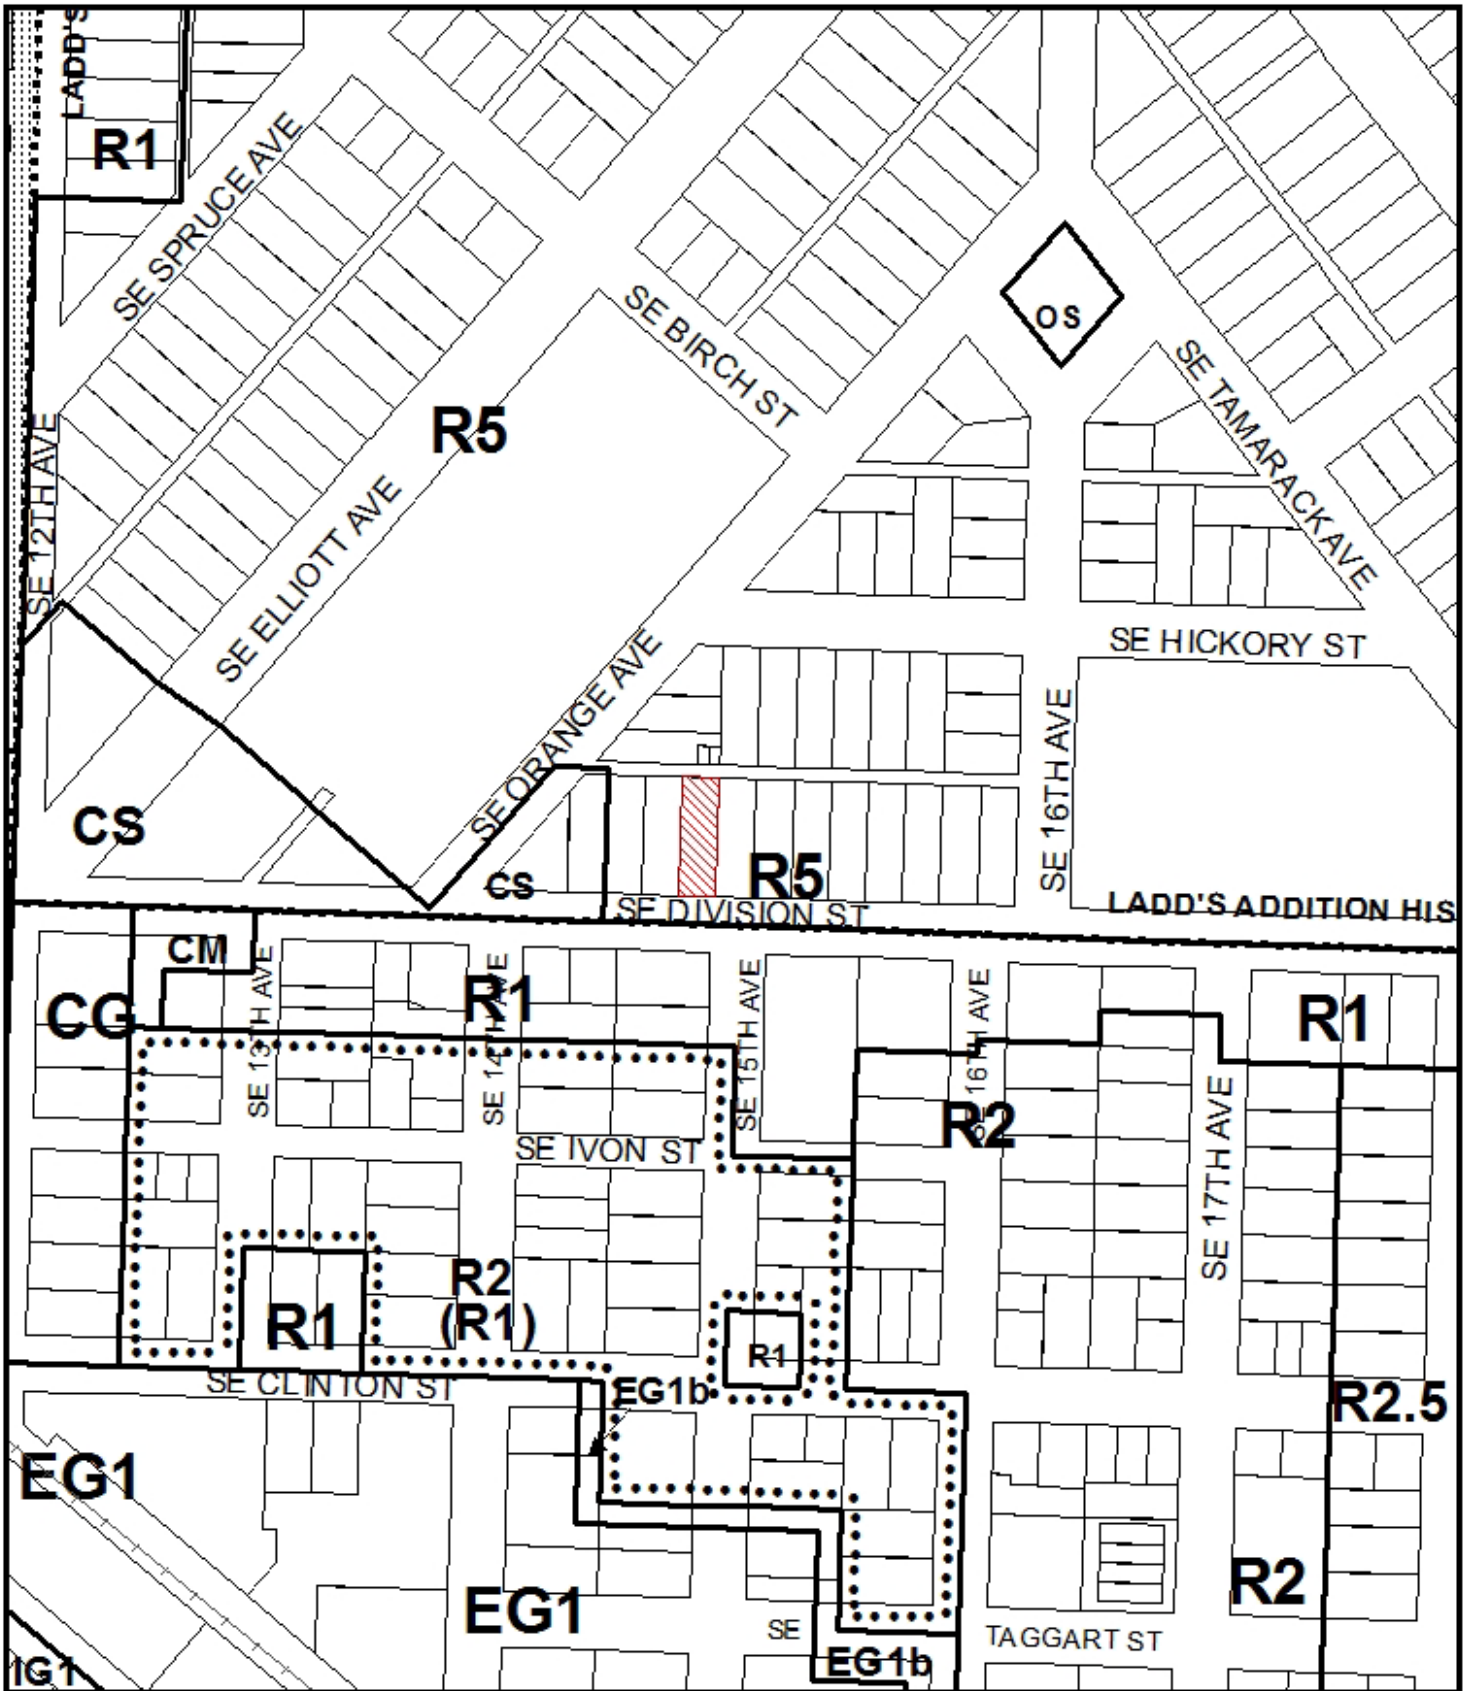 LADD'S
R1
SE SPRUCE AVE
SE BIRCH ST
OS
SE TAMARACK AVE
R5
SE 12TH AVE
SE ELLIOTT AVE
SE HICKORY ST
SE ORANGE AVE
SE 16TH AVE
CS
CS
R5
SE DIVISION ST
LADD'S ADDITION HIS
CM
CG
SE 13TH AVE
SE 14TH AVE
R1
SE 15TH AVE
SE 16TH AVE
R1
R2
SE IVON ST
SE 17TH AVE
R2
(R1)
R1
R1
SE CLINTON ST
EG1b
R2.5
EG1
EG1
R2
SE
TAGGART ST
EG1b
IG1